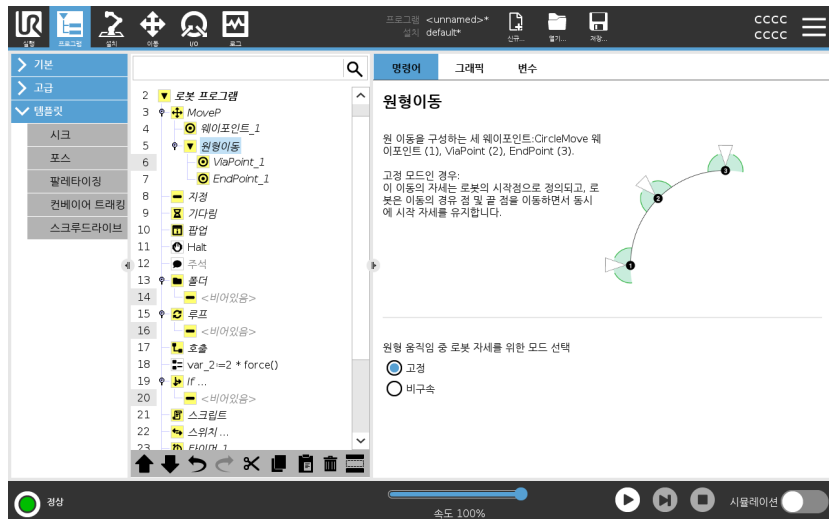 UR
실행
프로그램
설치
이동
I/O
로그
프로그램 <unnamed>*
설치 default*
신규...
열기...
저장...
cccc
cccc
기본
고급
템플릿
시크
포스
팔레타이징
컨베이어 트래킹
스크루드라이브
2 로봇 프로그램
3 MoveP
4 웨이포인트_1
5 원형이동
6 ViaPoint_1
7 EndPoint_1
8 지정
9 기다림
10 팝업
11 Halt
12 주석
13 폴더
14 <비어있음>
15 루프
16 <비어있음>
17 호출
18 var_2≔2 * force()
19 If ...
20 <비어있음>
21 스크립트
22 스위치 ...
23 타이머_1
명령어
그래픽
변수
원형이동
원 이동을 구성하는 세 웨이포인트:CircleMove 웨
이포인트 (1), ViaPoint (2), EndPoint (3).
고정 모드인 경우:
이 이동의 자세는 로봇의 시작점으로 정의되고, 로
봇은 이동의 경유 점 및 끝 점을 이동하면서 동시
에 시작 자세를 유지합니다.
3
2
1
원형 움직임 중 로봇 자세를 위한 모드 선택
고정
비구속
정상
속도 100%
시뮬레이션